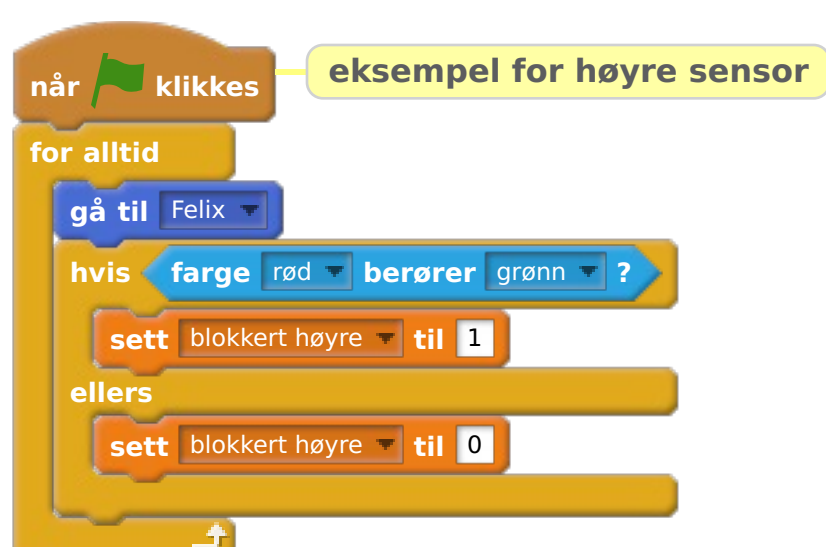 når klikkes
eksempel for høyre sensor
for alltid
gå til Felix
hvis farge rød berører grønn ?
sett blokkert høyre til 1
ellers
sett blokkert høyre til 0